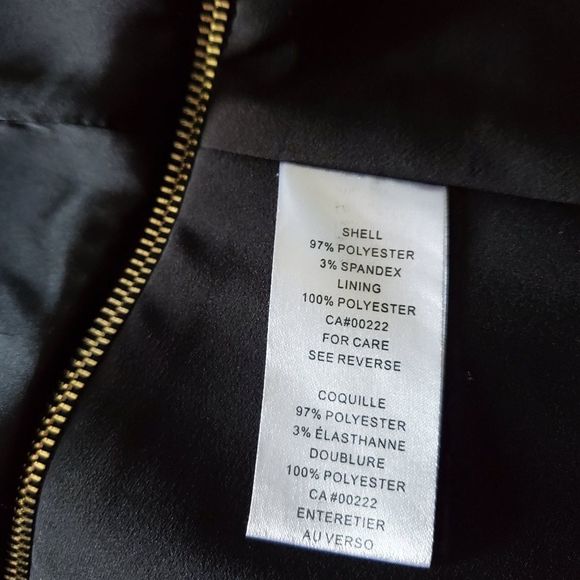 SHELL
97% POLYESTER
3% SPANDEX
LINING
100% POLYESTER
CA#00222
FOR CARE
SEE REVERSE
COQUILLE
97% POLYESTER
3% ÉLASTHANNE
DOUBLURE
100% POLYESTER
CA#00222
ENTERETIER
AU VERSO